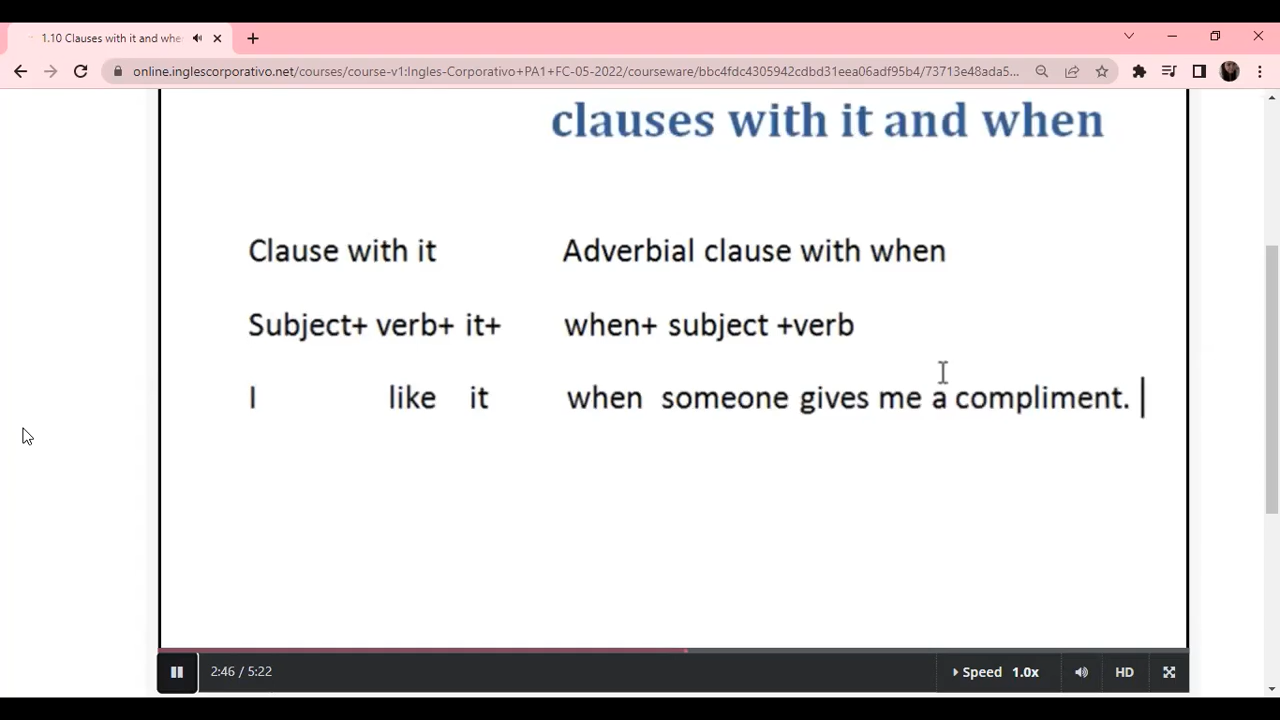 1.10 Clauses with it and whe
online.inglescorporativo.net/courses/course-v1:Ingles-Corporativo+PA1+FC-05-2022/courseware/bbc4fdc4305942cdbd31eea06adf95b4/73713e48ada5...
clauses with it and when
Clause with it Adverbial clause with when
Subject+ verb+ it+ when+ subject +verb
I like it when someone gives me a compliment.
2:46 / 5:22 Speed 1.0x HD